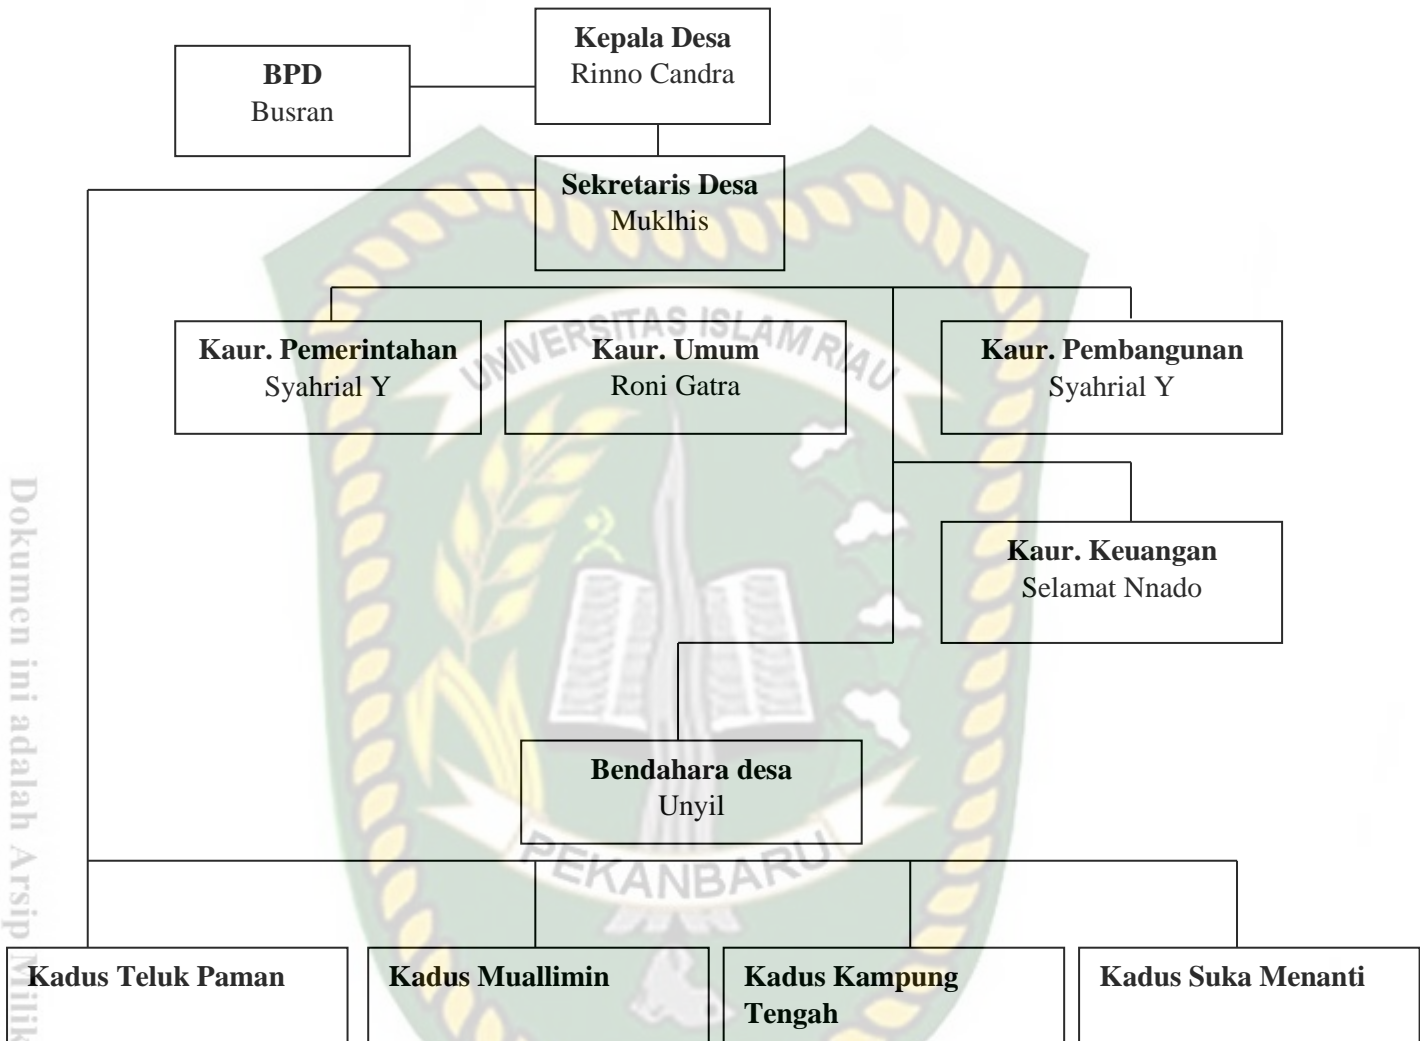 Kepala Desa
Rinno Candra
BPD
Busran
Sekretaris Desa
Muklhis
UNIVERSITAS ISLAM RIAU
Kaur. Pemerintahan
Syahrial Y
Kaur. Umum
Roni Gatra
Kaur. Pembangunan
Syahrial Y
Kaur. Keuangan
Selamat Nnado
Bendahara desa
Unyil
PEKANBARU
Kadus Teluk Paman
Kadus Muallimin
Kadus Kampung
Tengah
Kadus Suka Menanti
Dokumen ini adalah Arsip Milik